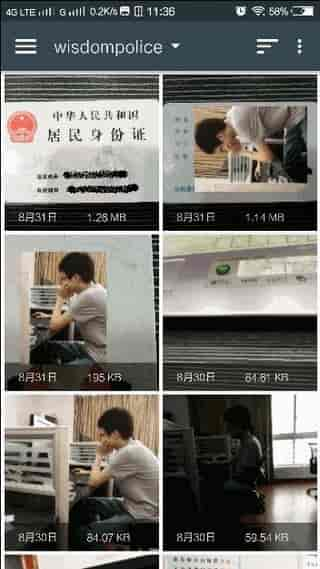 4G LTE G 0.2K/s 11:36 58%
wisdompolice
中华人民共和国
居民身份证
8月31日 1.26 MB
8月31日 1.14 MB
8月31日 195 KB
8月30日 64.61 KB
8月30日 84.07 KB
8月30日 59.54 KB